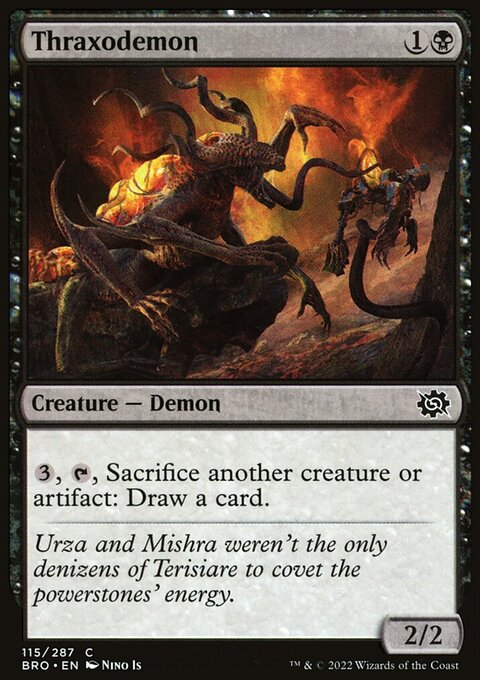 Thraxodemon 1
Creature — Demon
3, Sacrifice another creature or
artifact: Draw a card.
Urza and Mishra weren't the only
denizens of Terisiare to covet the
powerstones' energy.
2/2
115/287 C
BRO • EN Nino Is
™ & © 2022 Wizards of the Coast